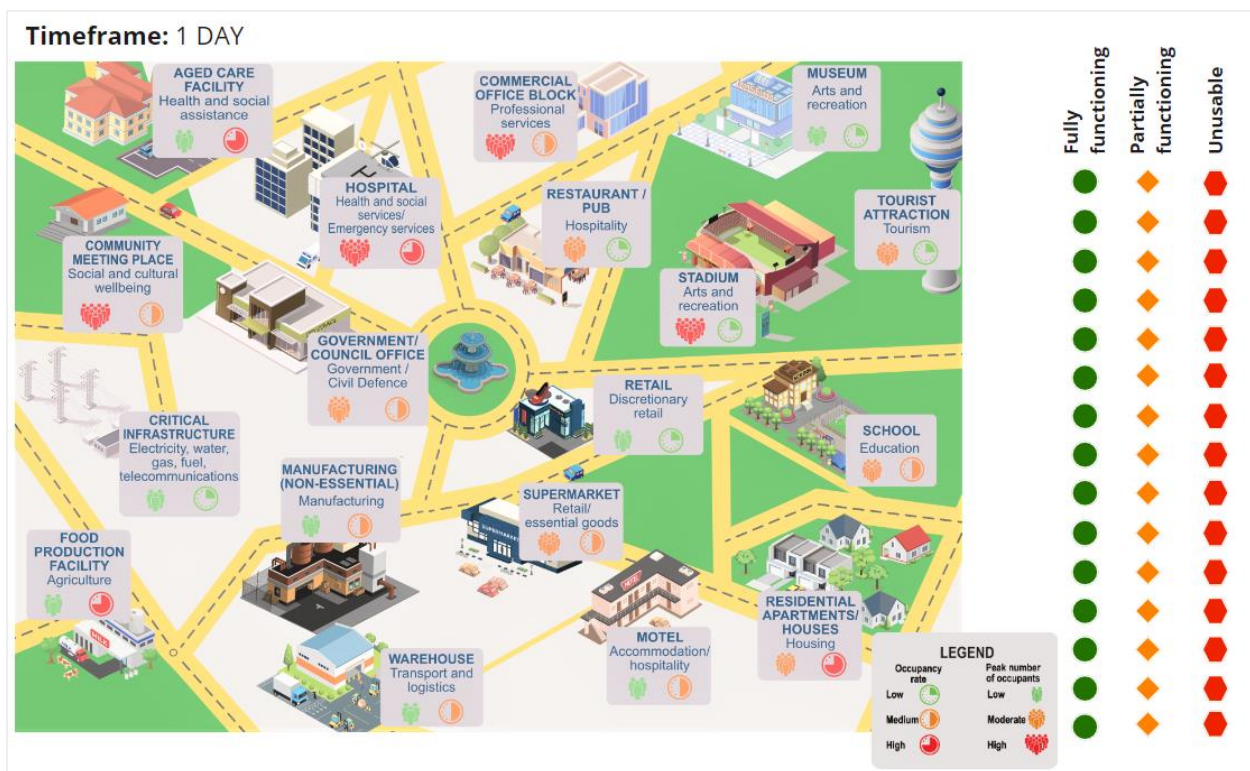 Timeframe: 1 DAY
Fully
functioning
Partially
functioning
Unusable
AGED CARE
FACILITY
Health and social
assistance
COMMERCIAL
OFFICE BLOCK
Professional
services
MUSEUM
Arts and
recreation
HOSPITAL
Health and social
services/
Emergency services
RESTAURANT /
PUB
Hospitality
TOURIST
ATTRACTION
Tourism
COMMUNITY
MEETING PLACE
Social and cultural
wellbeing
STADIUM
Arts and
recreation
GOVERNMENT/
COUNCIL OFFICE
Government /
Civil Defence
RETAIL
Discretionary
retail
CRITICAL
INFRASTRUCTURE
Electricity, water,
gas, fuel,
telecommunications
SCHOOL
Education
MANUFACTURING
(NON-ESSENTIAL)
Manufacturing
SUPERMARKET
SUPERMARKET
Retail/
essential goods
FOOD
PRODUCTION
FACILITY
Agriculture
MILK
MOTEL
MOTEL
Accommodation/
hospitality
RESIDENTIAL
APARTMENTS/
HOUSES
Housing
WAREHOUSE
Transport and
logistics
LEGEND
Occupancy
rate
Low
Medium
High
Peak number
of occupants
Low
Moderate
High